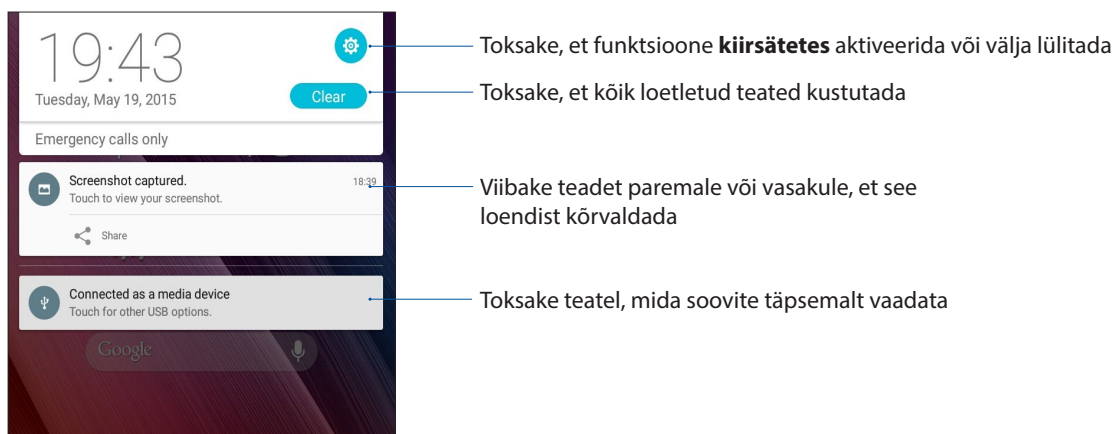 19:43
Tuesday, May 19, 2015
Clear
Emergency calls only
Screenshot captured.
18:39
Touch to view your screenshot.
Share
Connected as a media device
Touch for other USB options.
Google
Toksake, et funktsioone kiirsätetes aktiveerida või välja lülitada
Toksake, et kõik loetletud teated kustutada
Viibake teadet paremale või vasakule, et see
loendist kõrvaldada
Toksake teatel, mida soovite täpsemalt vaadata